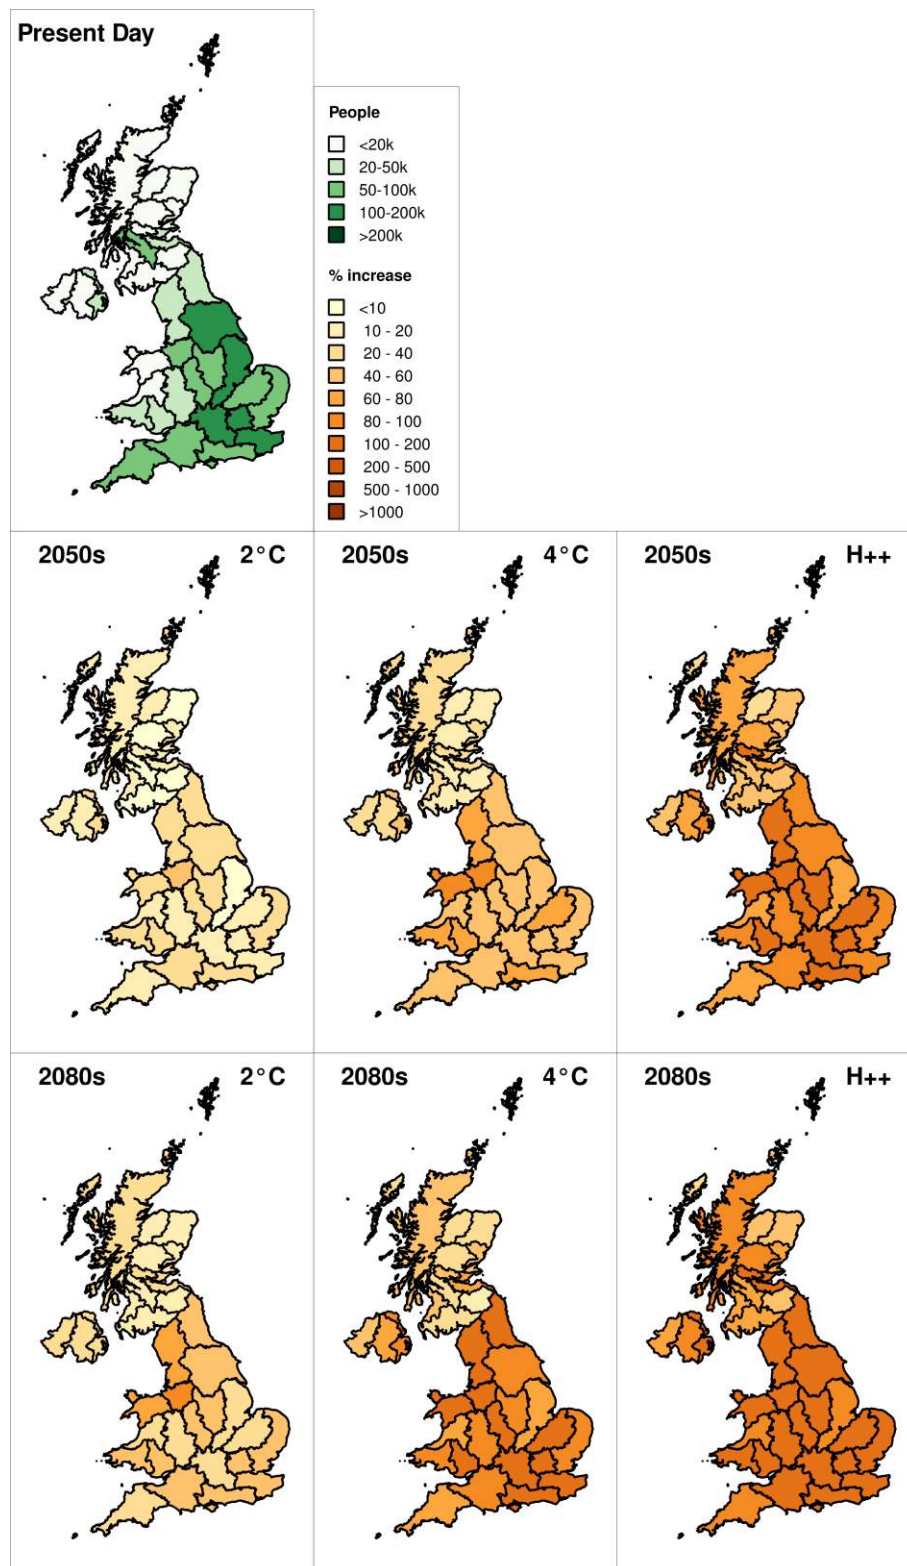 Present Day
People
<20k
20-50k
50-100k
100-200k
>200k
% increase
<10
10 - 20
20 - 40
40 - 60
60 - 80
80 - 100
100 - 200
200 - 500
500 - 1000
>1000
2050s 2°C
2050s 4°C
2050s H++
2080s 2°C
2080s 4°C
2080s H++